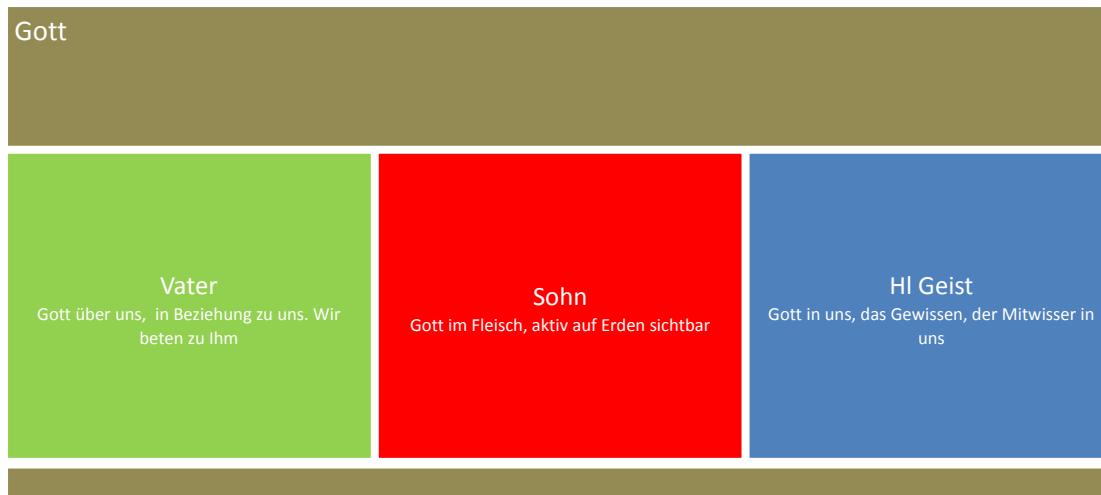 Gott
Vater
Gott über uns,  in Beziehung zu uns. Wir
beten zu Ihm
Sohn
Gott im Fleisch, aktiv auf Erden sichtbar
Hl Geist
Gott in uns, das Gewissen, der Mitwisser in
uns